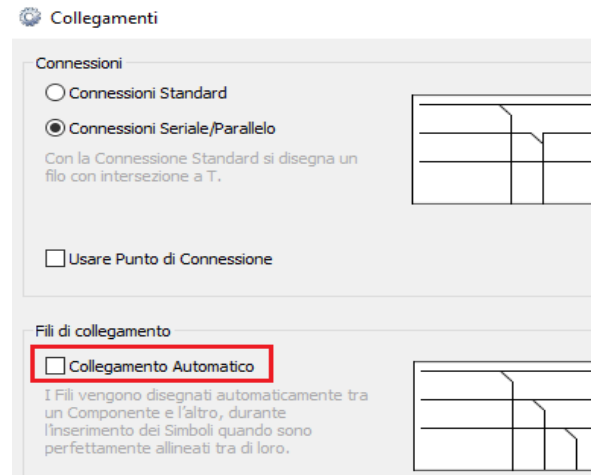 Collegamenti
Connessioni
Connessioni Standard
Connessioni Seriale/Parallelo
Con la Connessione Standard si disegna un
filo con intersezione a T.
Usare Punto di Connessione
Fili di collegamento
Collegamento Automatico
I Fili vengono disegnati automaticamente tra
un Componente e l'altro, durante
l'inserimento dei Simboli quando sono
perfettamente allineati tra di loro.